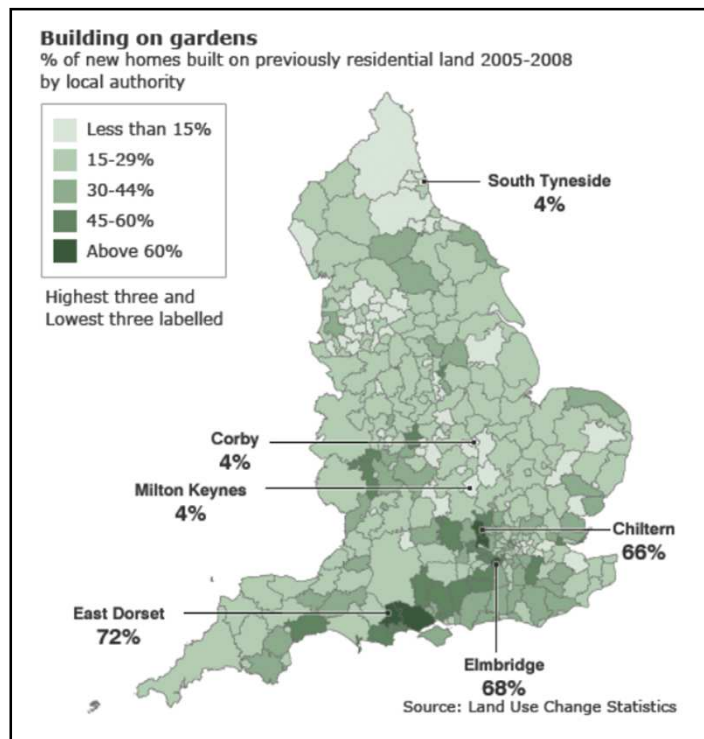 Building on gardens
% of new homes built on previously residential land 2005-2008
by local authority
Less than 15%
15-29%
30-44%
45-60%
Above 60%
Highest three and
Lowest three labelled
South Tyneside
4%
Corby
4%
Milton Keynes
4%
Chiltern
66%
East Dorset
72%
Elmbridge
68%
Source: Land Use Change Statistics